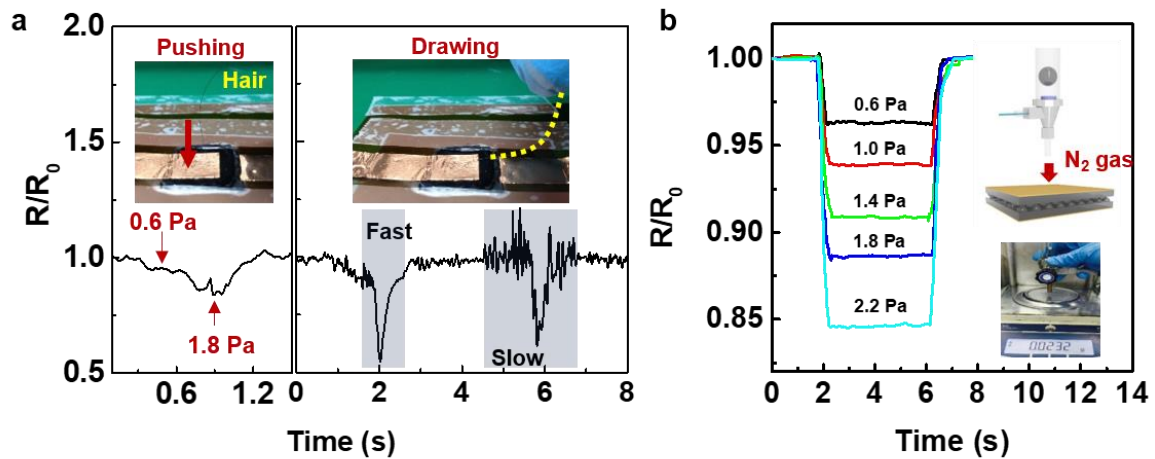 a
Pushing
Hair
Drawing
0.6 Pa
1.8 Pa
Fast
Slow
R/R0
2.0
1.5
1.0
0.5
0.6 1.2
0 2 4 6 8
Time (s)
b
0.6 Pa
1.0 Pa
1.4 Pa
1.8 Pa
2.2 Pa
N2 gas
00232
R/R0
1.00
0.95
0.90
0.85
0 2 4 6 8 10 12 14
Time (s)